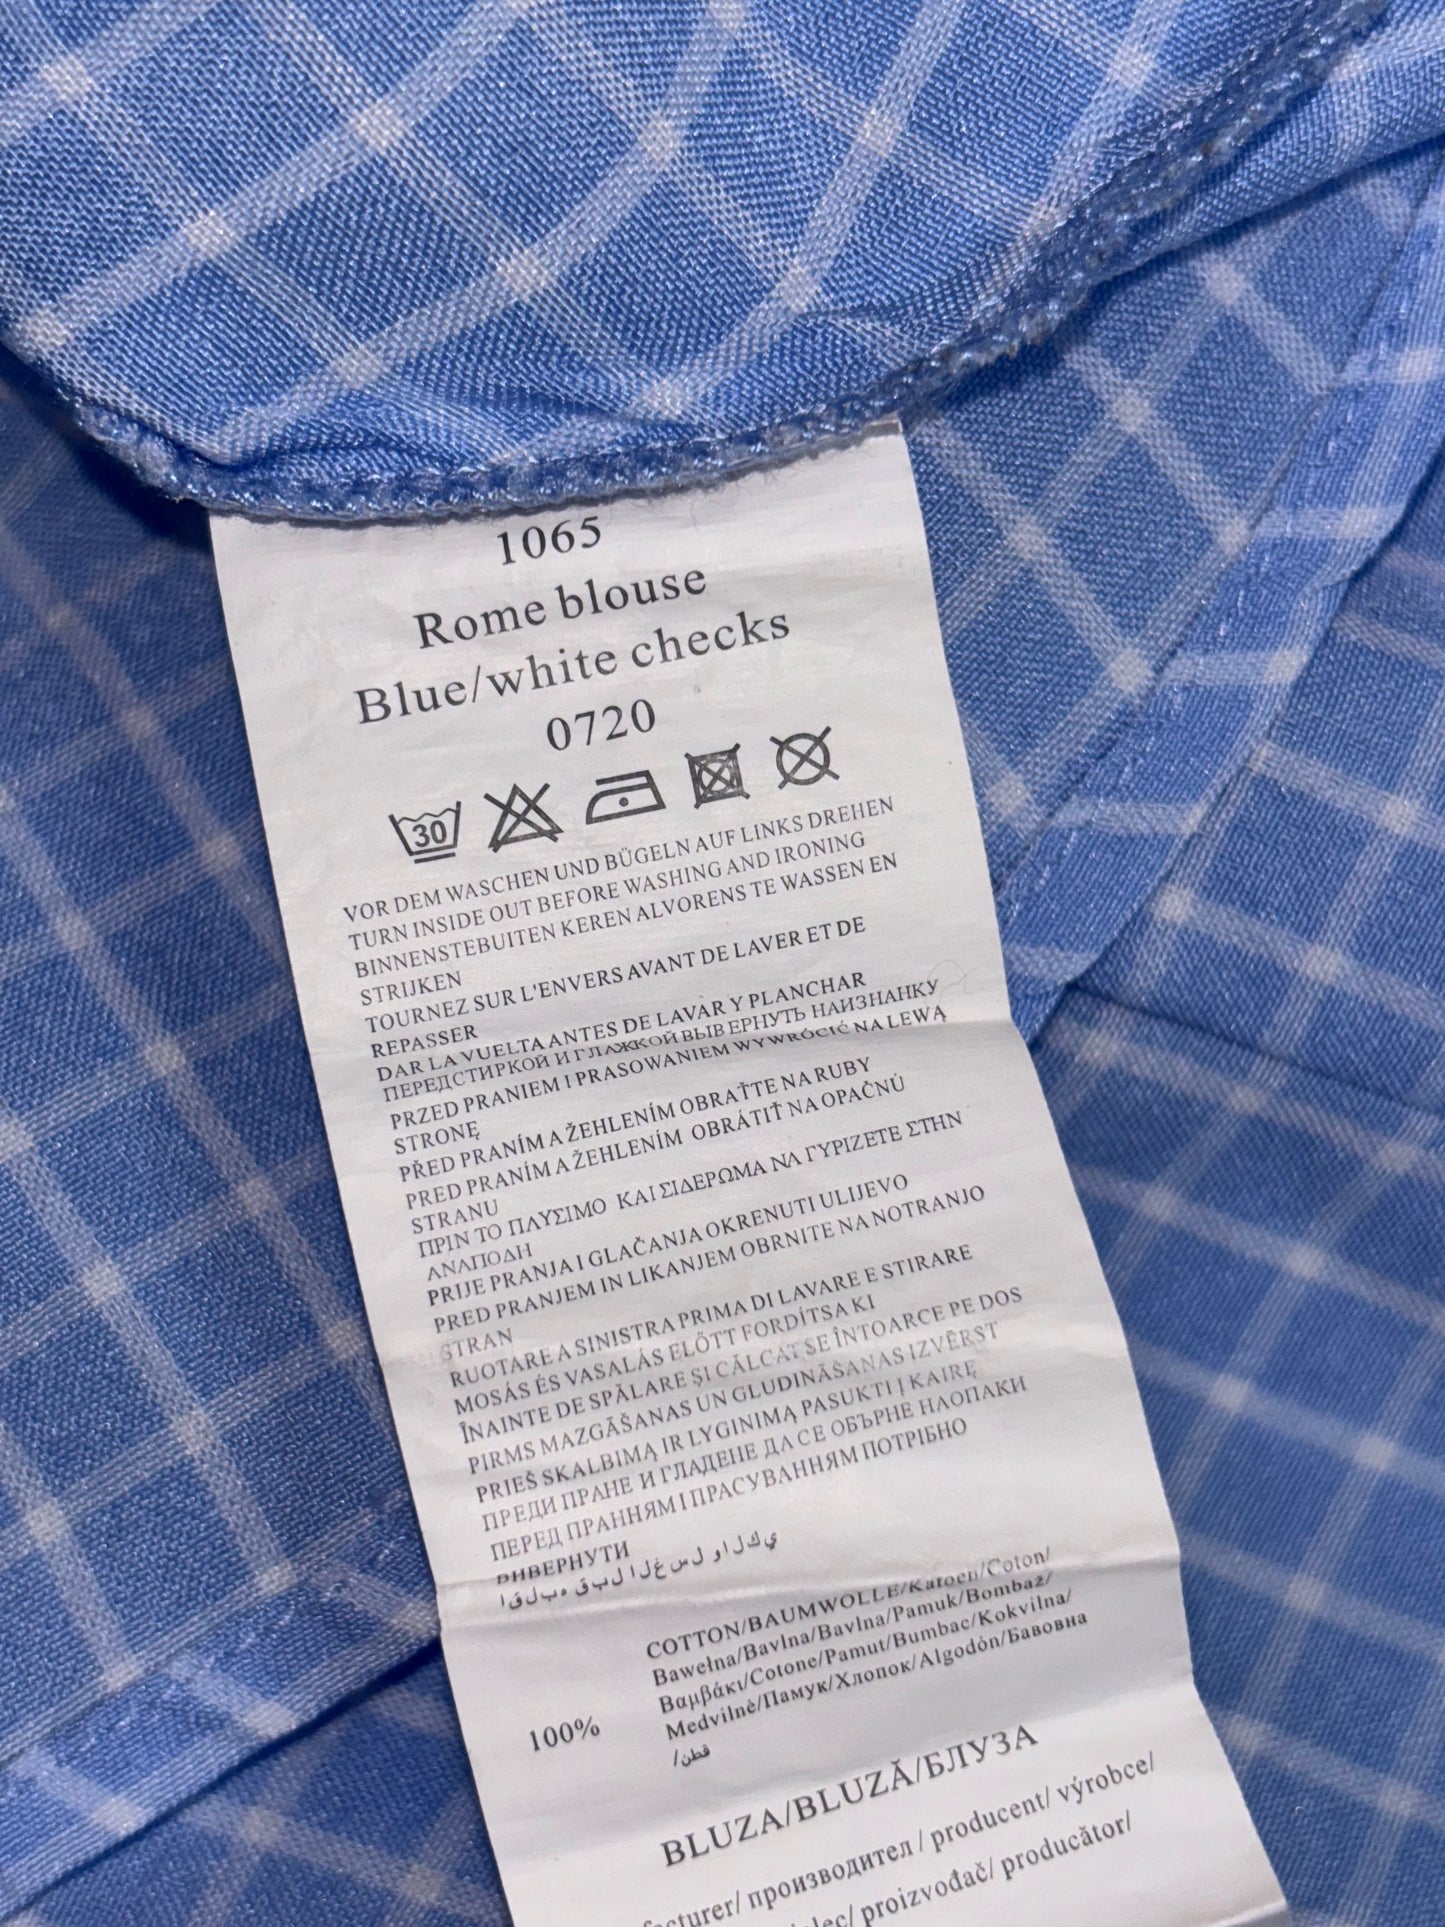 1065
Rome blouse
Blue/white checks
0720
30
VOR DEM WASCHEN UND BÜGELN AUF LINKS DREHEN
TURN INSIDE OUT BEFORE WASHING AND IRONING
BINNENSTEBUITEN KEREN ALVORENS TE WASSEN EN
STRIJKEN
TOURNEZ SUR L'ENVERS AVANT DE LAVER ET DE
REPASSER
DAR LA VUELTA ANTES DE LAVAR Y PLANCHAR
ПЕРЕДСТИРКОЙ И ГЛАЖКОЙ ВЫВЕРНУТЬ НАИЗНАНКУ
PRZED PRANIEM I PRASOWANIEM WYWRÓCIĆ NA LEWĄ
STRONĘ
PŘED PRANÍM A ŽEHLENÍM OBRAŤTE NA RUBY
PRED PRANÍM A ŽEHLENÍM OBRÁTIŤ NA OPAČNÚ
STRANU
ΠΡΙΝ ΤΟ ΠΛΥΣΙΜΟ ΚΑΙ ΣΙΔΕΡΩΜΑ ΝΑ ΓΥΡΙΖΕΤΕ ΣΤΗΝ
ΑΝΑΠΟΔΗ
PRIJE PRANJA I GLAČANJA OKRENUTI ULIJEVO
PRED PRANJEM IN LIKANJEM OBRNITE NA NOTRANJO
STRAN
RUOTARE A SINISTRA PRIMA DI LAVARE E STIRARE
MOSÁS ÉS VASALÁS ELŐTT FORDÍTSA KI
ÎNAINTE DE SPĂLARE ȘI CĂLCAT SE ÎNTOARCE PE DOS
PIRMS MAZGĀŠANAS UN GLUDINĀŠANAS IZVĒRST
PRIEŠ SKALBIMĄ IR LYGINIMĄ PASUKTI Į KAIRĘ
ПРЕДИ ПРАНЕ И ГЛАДЕНЕ ДА СЕ ОБЪРНЕ НАОПАКИ
ПЕРЕД ПРАННЯМ І ПРАСУВАННЯМ ПОТРІБНО
ВИВЕРНУТИ
ا ق ل ب ه ق ب ل ا ل غ س ل و ا ل ك ي
COTTON/BAUMWOLLE/Katoen/Coton/
Bawełna/Bavlna/Bavlna/Pamuk/Bombaž/
Βαμβάκι/Cotone/Pamut/Bumbac/Kokvilna/
100% Medvilnė/Памук/Хлопок/Algodón/Бавовна
/قطن
BLUZA/BLUZĂ/БЛУЗА
facturer/ производител / producent/ výrobce/
proizvođač/ producător/